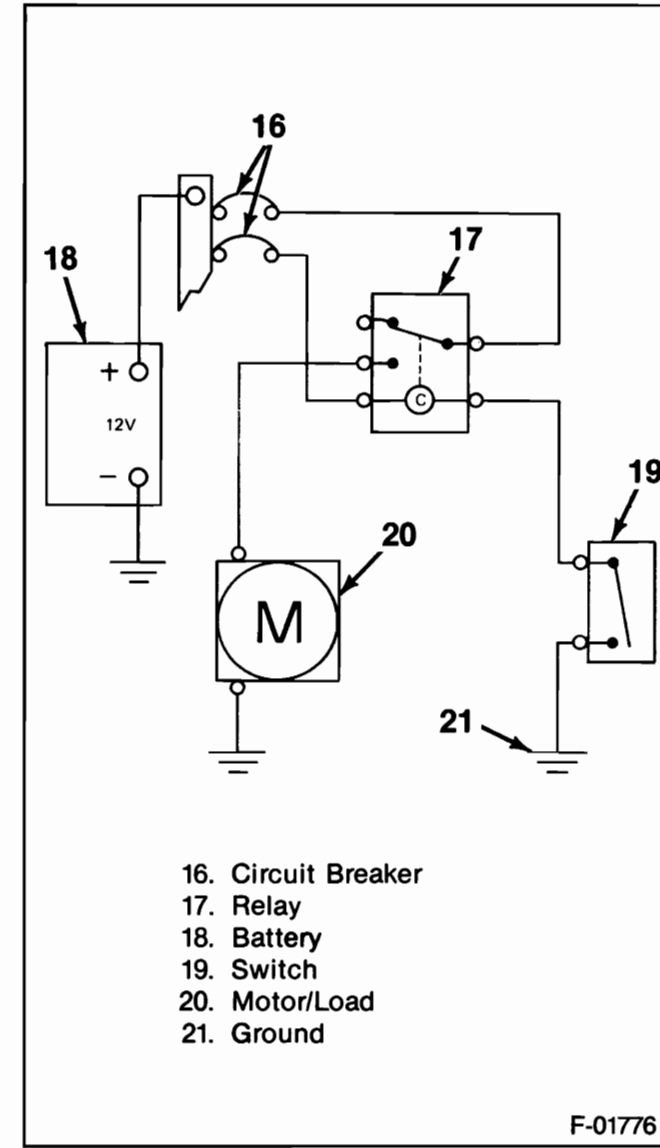 16
17
18
+
12V
−
C
19
20
M
21
16. Circuit Breaker
17. Relay
18. Battery
19. Switch
20. Motor/Load
21. Ground
F-01776